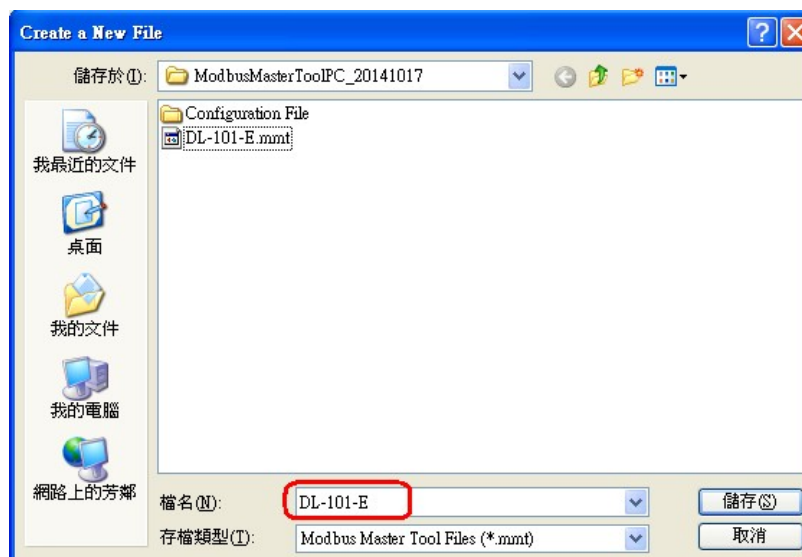 Create a New File
儲存於(I):
ModbusMasterToolPC_20141017
Configuration File
DL-101-E.mmt
我最近的文件
桌面
我的文件
我的電腦
網路上的芳鄰
檔名(N):
DL-101-E
儲存(S)
存檔類型(T):
Modbus Master Tool Files (*.mmt)
取消